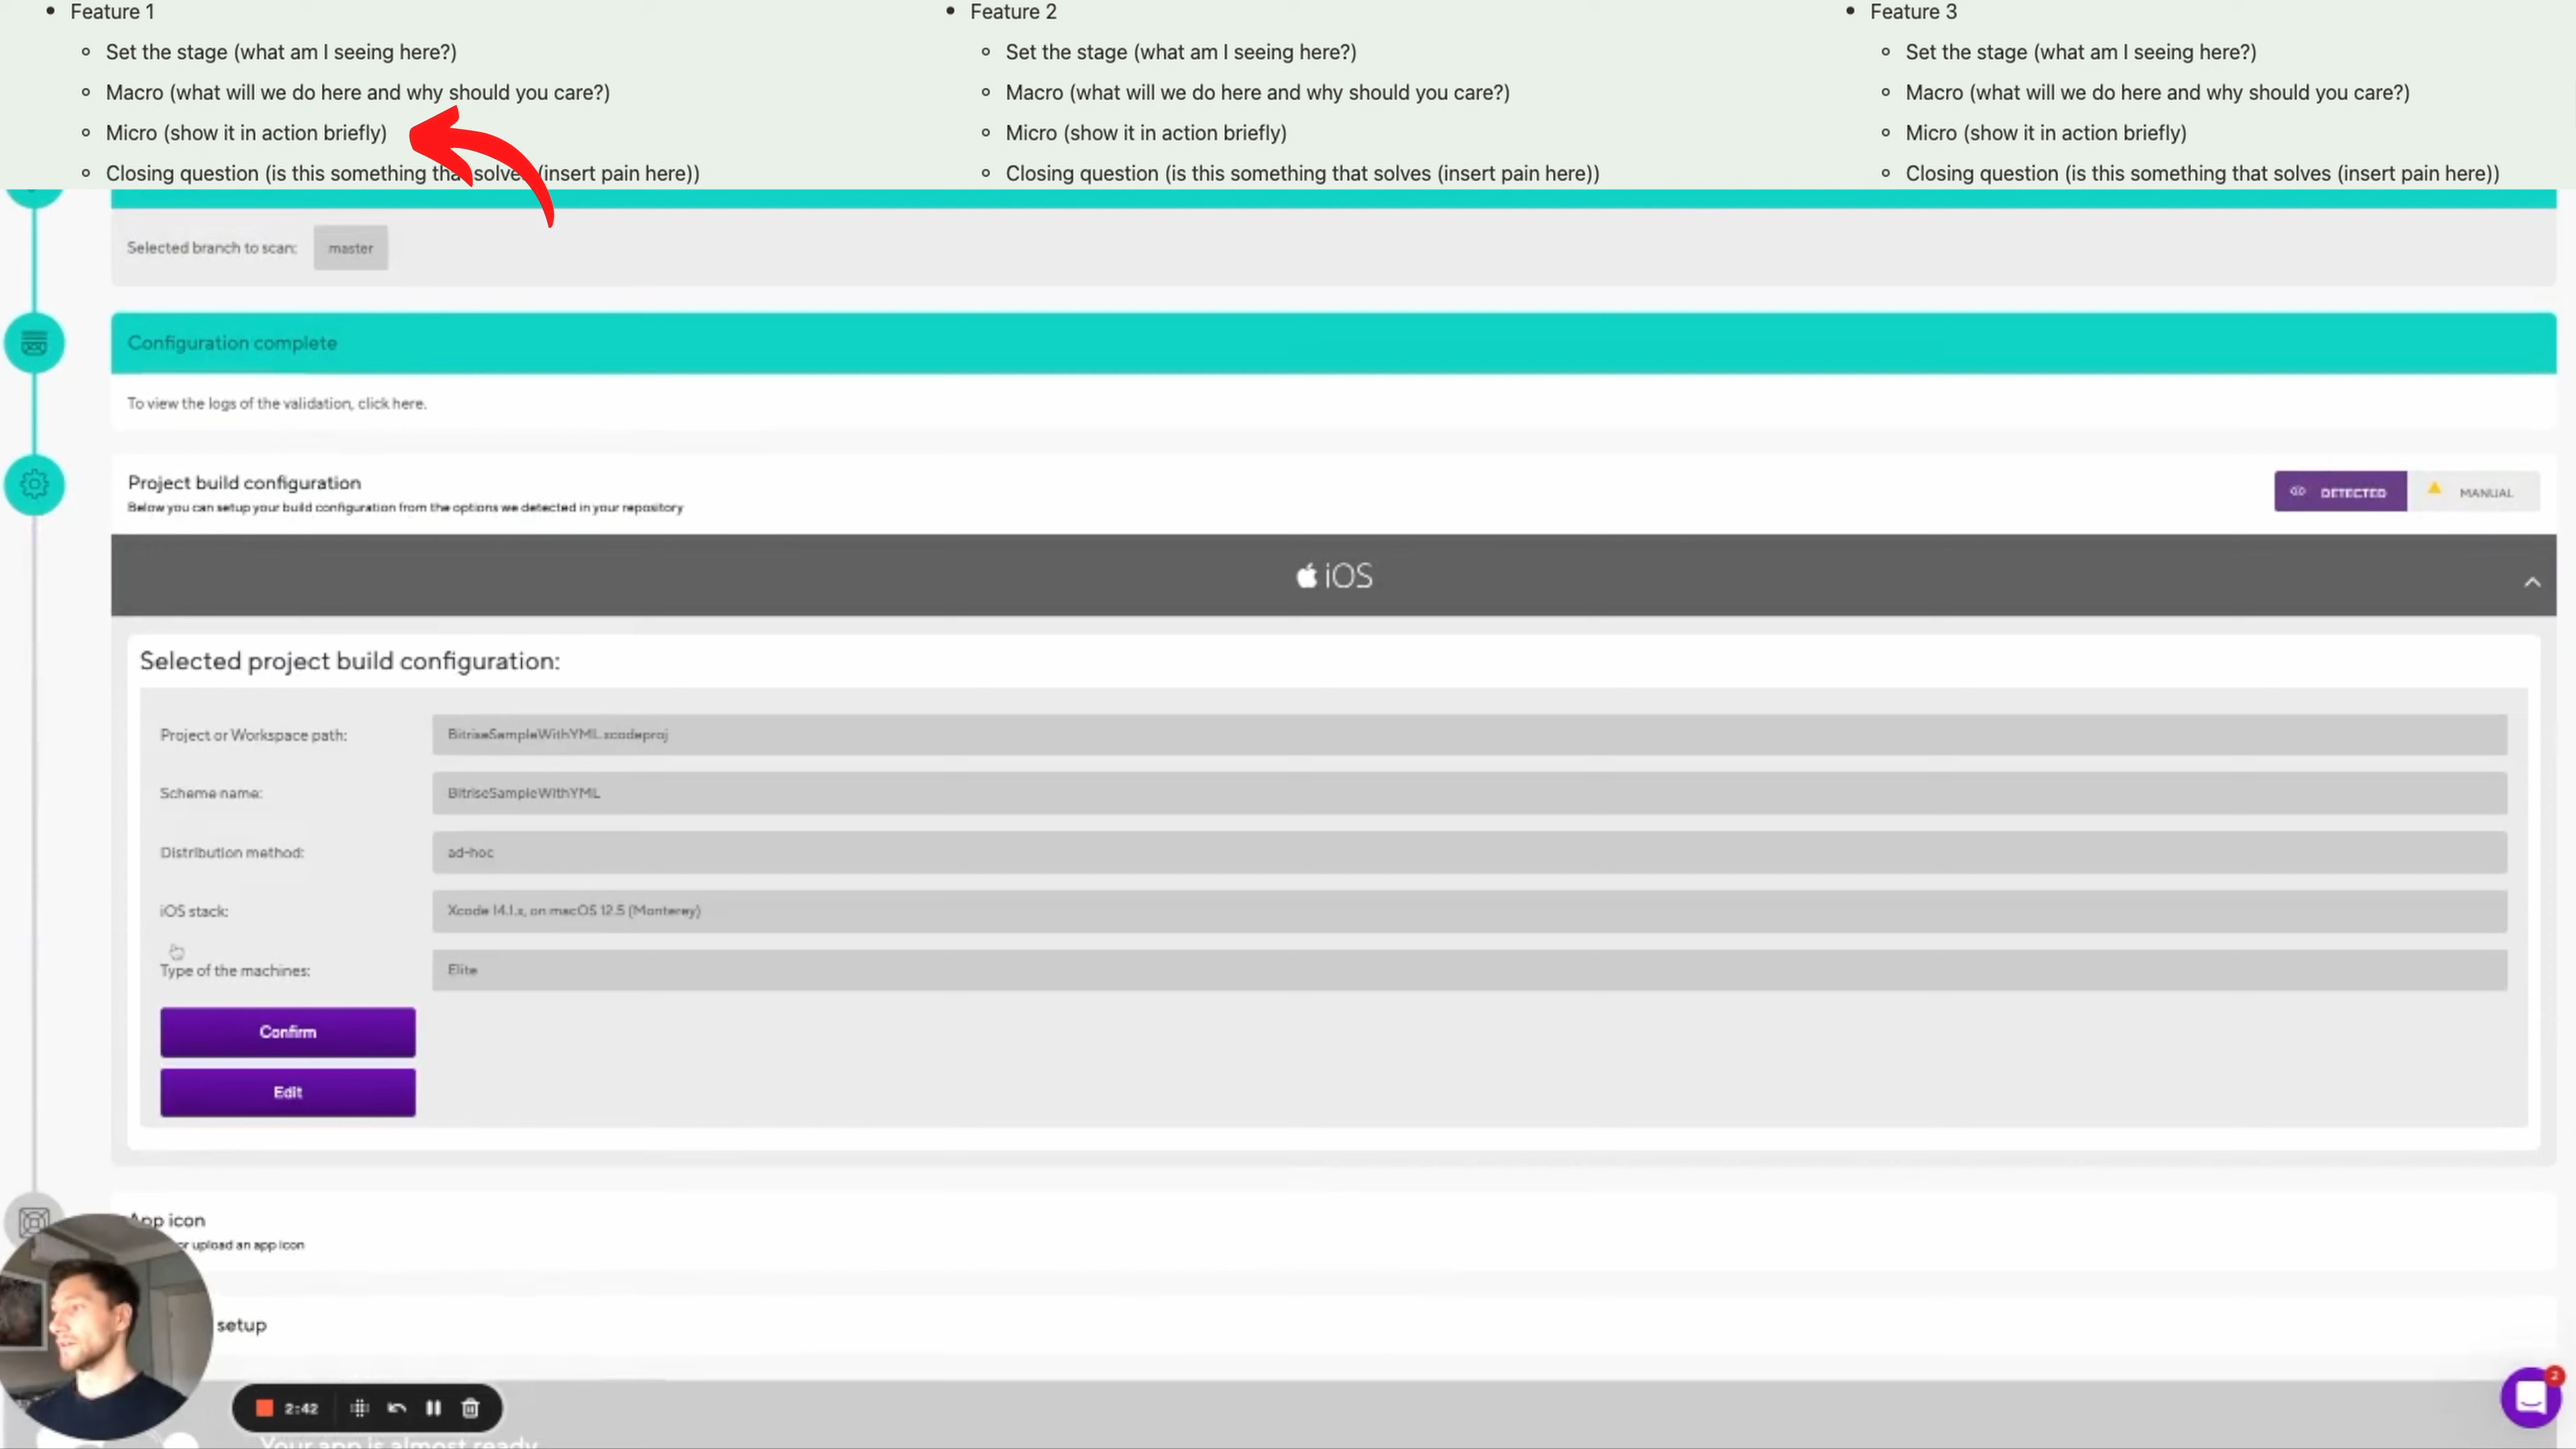 Feature 1
Set the stage (what am I seeing here?)
Macro (what will we do here and why should you care?)
Micro (show it in action briefly)
Closing question (is this something that solves (insert pain here))
Feature 2
Set the stage (what am I seeing here?)
Macro (what will we do here and why should you care?)
Micro (show it in action briefly)
Closing question (is this something that solves (insert pain here))
Feature 3
Set the stage (what am I seeing here?)
Macro (what will we do here and why should you care?)
Micro (show it in action briefly)
Closing question (is this something that solves (insert pain here))
Selected branch to scan: master
Configuration complete
To view the logs of the validation, click here.
Project build configuration
Below you can setup your build configuration from the options we detected in your repository
DETECTED MANUAL
iOS
Selected project build configuration:
Project or Workspace path: BitriseSampleWithYML.xcodeproj
Scheme name: BitriseSampleWithYML
Distribution method: ad-hoc
iOS stack: Xcode 14.1.x, on macOS 12.5 (Monterey)
Type of the machines: Elite
Confirm
Edit
App icon
or upload an app icon
setup
2:42
2
Your app is almost ready